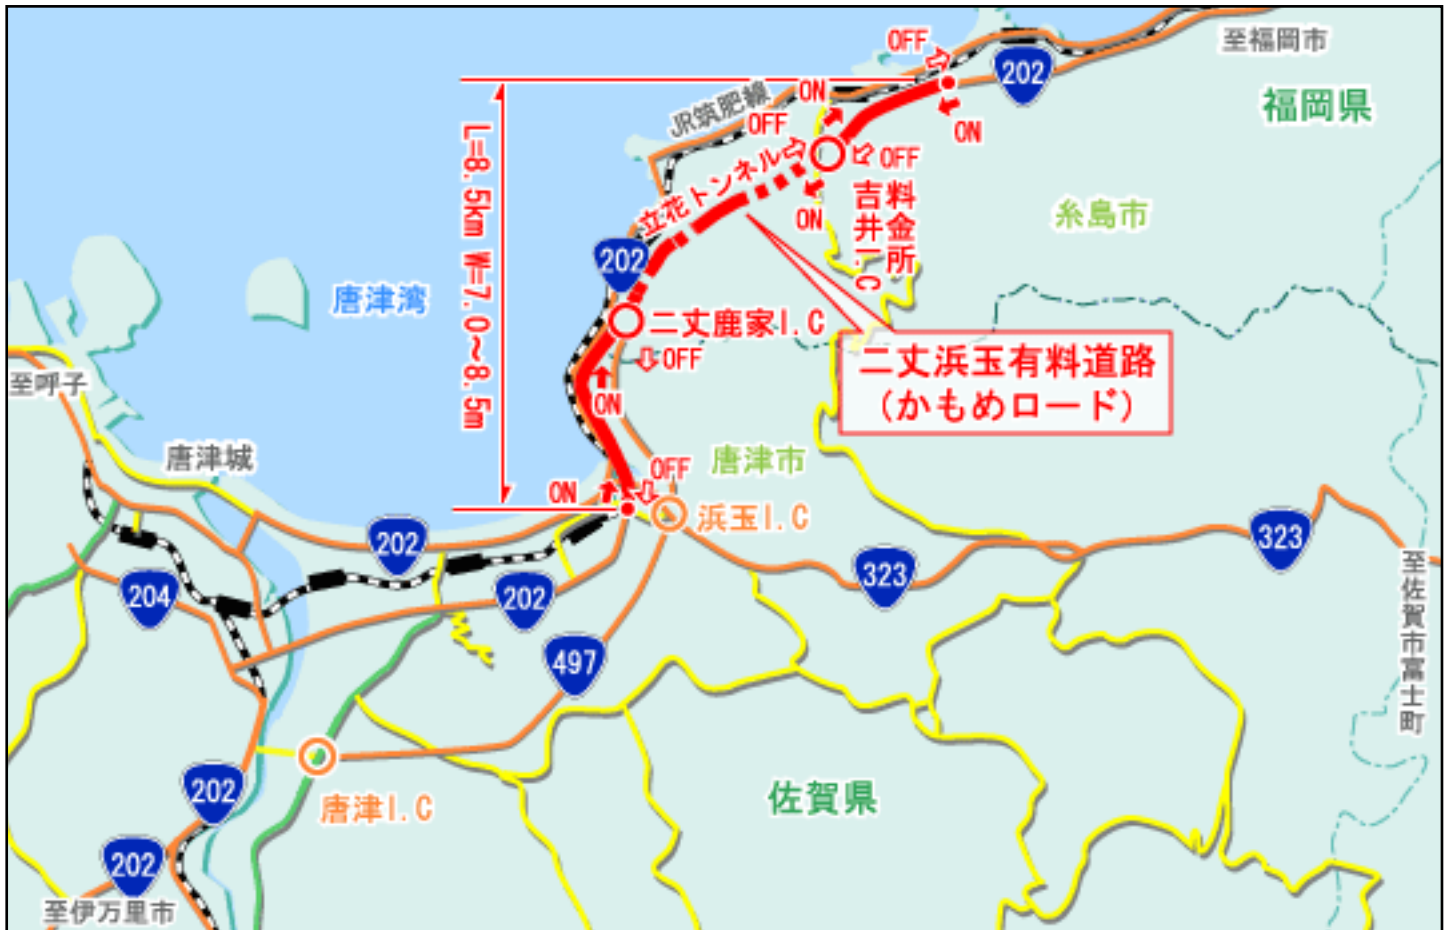 至福岡市
OFF
202
福岡県
ON
ON
JR筑肥線
OFF
OFF
立花トンネル
料金所
吉井I.C
ON
糸島市
L=8.5km W=7.0~8.5m
202
唐津湾
二丈鹿家I.C
OFF
二丈浜玉有料道路
(かもめロード)
至呼子
ON
唐津城
唐津市
OFF
ON
浜玉I.C
202
323
323
至佐賀市富士町
204
202
497
佐賀県
202
唐津I.C
202
至伊万里市